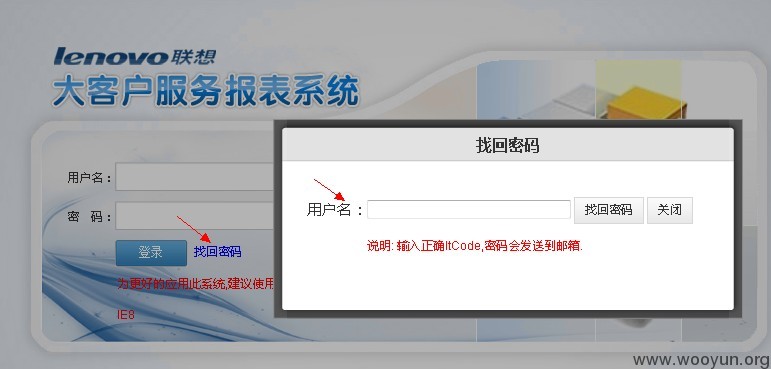 lenovo联想
大客户服务报表系统
找回密码
用户名：
用户名： 找回密码 关闭
密 码：
说明: 输入正确ItCode,密码会发送到邮箱.
登录 找回密码
为更好的应用此系统,建议使用
IE8
www.wooyun.org